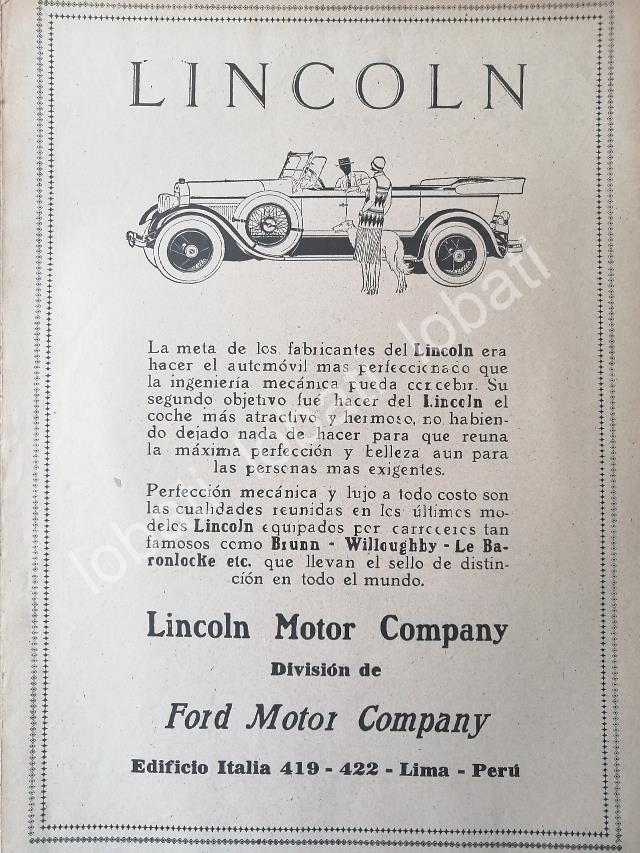 LINCOLN
La meta de los fabricantes del Lincoln era
hacer el automóvil mas perfeccionado que
la ingeniería mecánica pueda concebir. Su
segundo objetivo fué hacer del Lincoln el
coche más atractivo y hermoso, no habien-
do dejado nada de hacer para que reuna
la máxima perfección y belleza aun para
las personas mas exigentes.
Perfección mecánica y lujo a todo costo son
las cualidades reunidas en los últimos mo-
delos Lincoln equipados por carroceros tan
famosos como Brunn - Willoughby - Le Ba-
ronlocke etc. que llevan el sello de distin-
ción en todo el mundo.
Lincoln Motor Company
División de
Ford Motor Company
Edificio Italia 419 - 422 - Lima - Perú
lobati lobati lobati